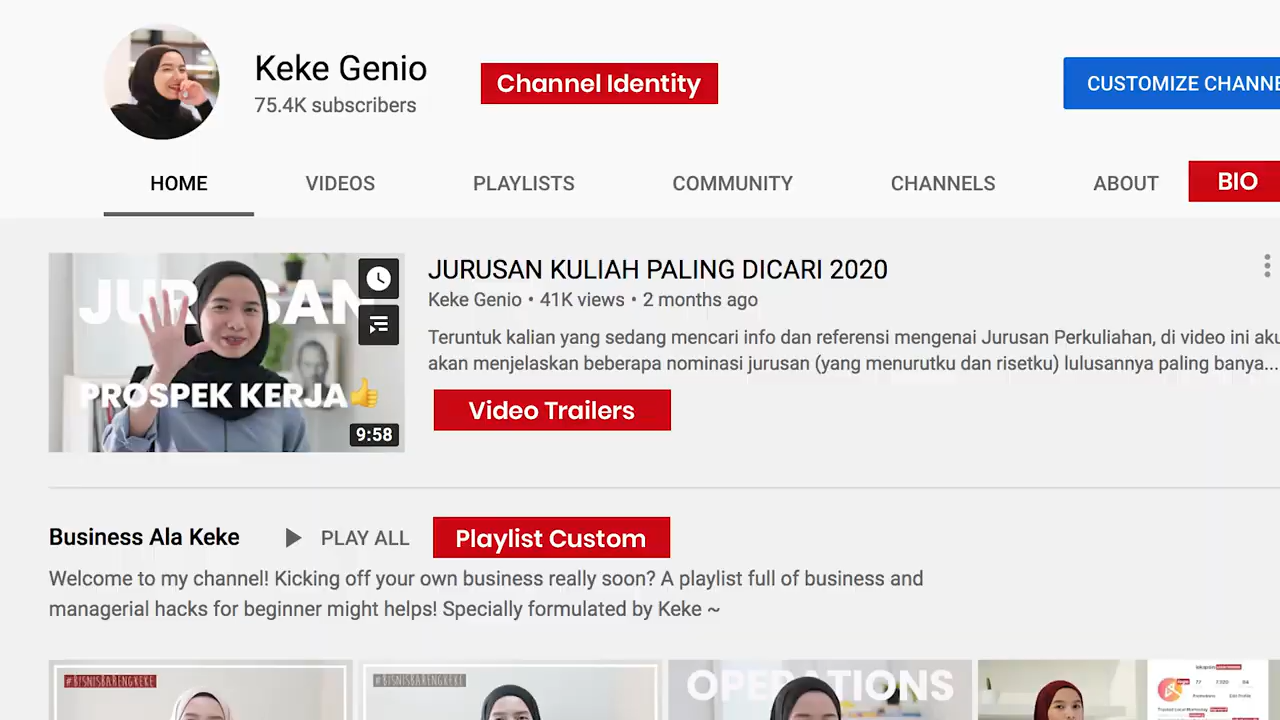 Keke Genio
75.4K subscribers
Channel Identity
CUSTOMIZE CHANNE
HOME VIDEOS PLAYLISTS COMMUNITY CHANNELS ABOUT BIO
JURUSAN
PROSPEK KERJA👍
9:58
JURUSAN KULIAH PALING DICARI 2020
Keke Genio • 41K views • 2 months ago
Teruntuk kalian yang sedang mencari info dan referensi mengenai Jurusan Perkuliahan, di video ini aku
akan menjelaskan beberapa nominasi jurusan (yang menurutku dan risetku) lulusannya paling banya...
Video Trailers
Business Ala Keke PLAY ALL Playlist Custom
Welcome to my channel! Kicking off your own business really soon? A playlist full of business and
managerial hacks for beginner might helps! Specially formulated by Keke ~
#BISNISBARENGKEKE
#BISNISBARENGKEKE
OPERATIONS